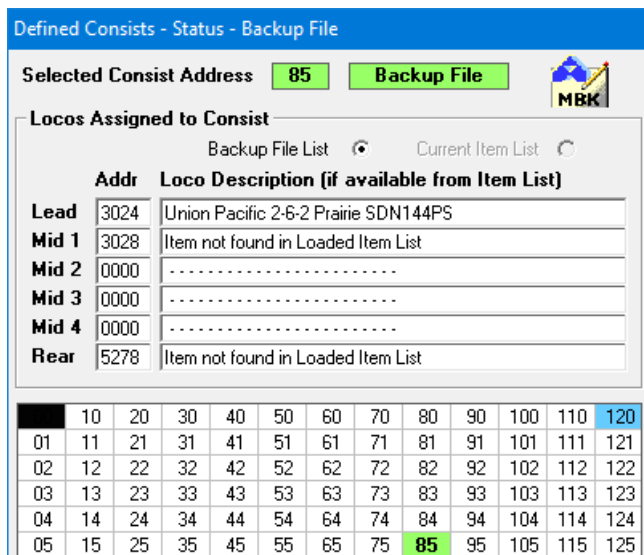 Defined Consists - Status - Backup File
Selected Consist Address 85 Backup File
MBK
Locos Assigned to Consist
Backup File List Current Item List
Addr Loco Description (if available from Item List)
Lead 3024 Union Pacific 2-6-2 Prairie SDN144PS
Mid 1 3028 Item not found in Loaded Item List
Mid 2 0000 - - - - - - - - - - - - - - - - - - - - - - - -
Mid 3 0000 - - - - - - - - - - - - - - - - - - - - - - - -
Mid 4 0000 - - - - - - - - - - - - - - - - - - - - - - - -
Rear 5278 Item not found in Loaded Item List
10 20 30 40 50 60 70 80 90 100 110 120
01 11 21 31 41 51 61 71 81 91 101 111 121
02 12 22 32 42 52 62 72 82 92 102 112 122
03 13 23 33 43 53 63 73 83 93 103 113 123
04 14 24 34 44 54 64 74 84 94 104 114 124
05 15 25 35 45 55 65 75 85 95 105 115 125